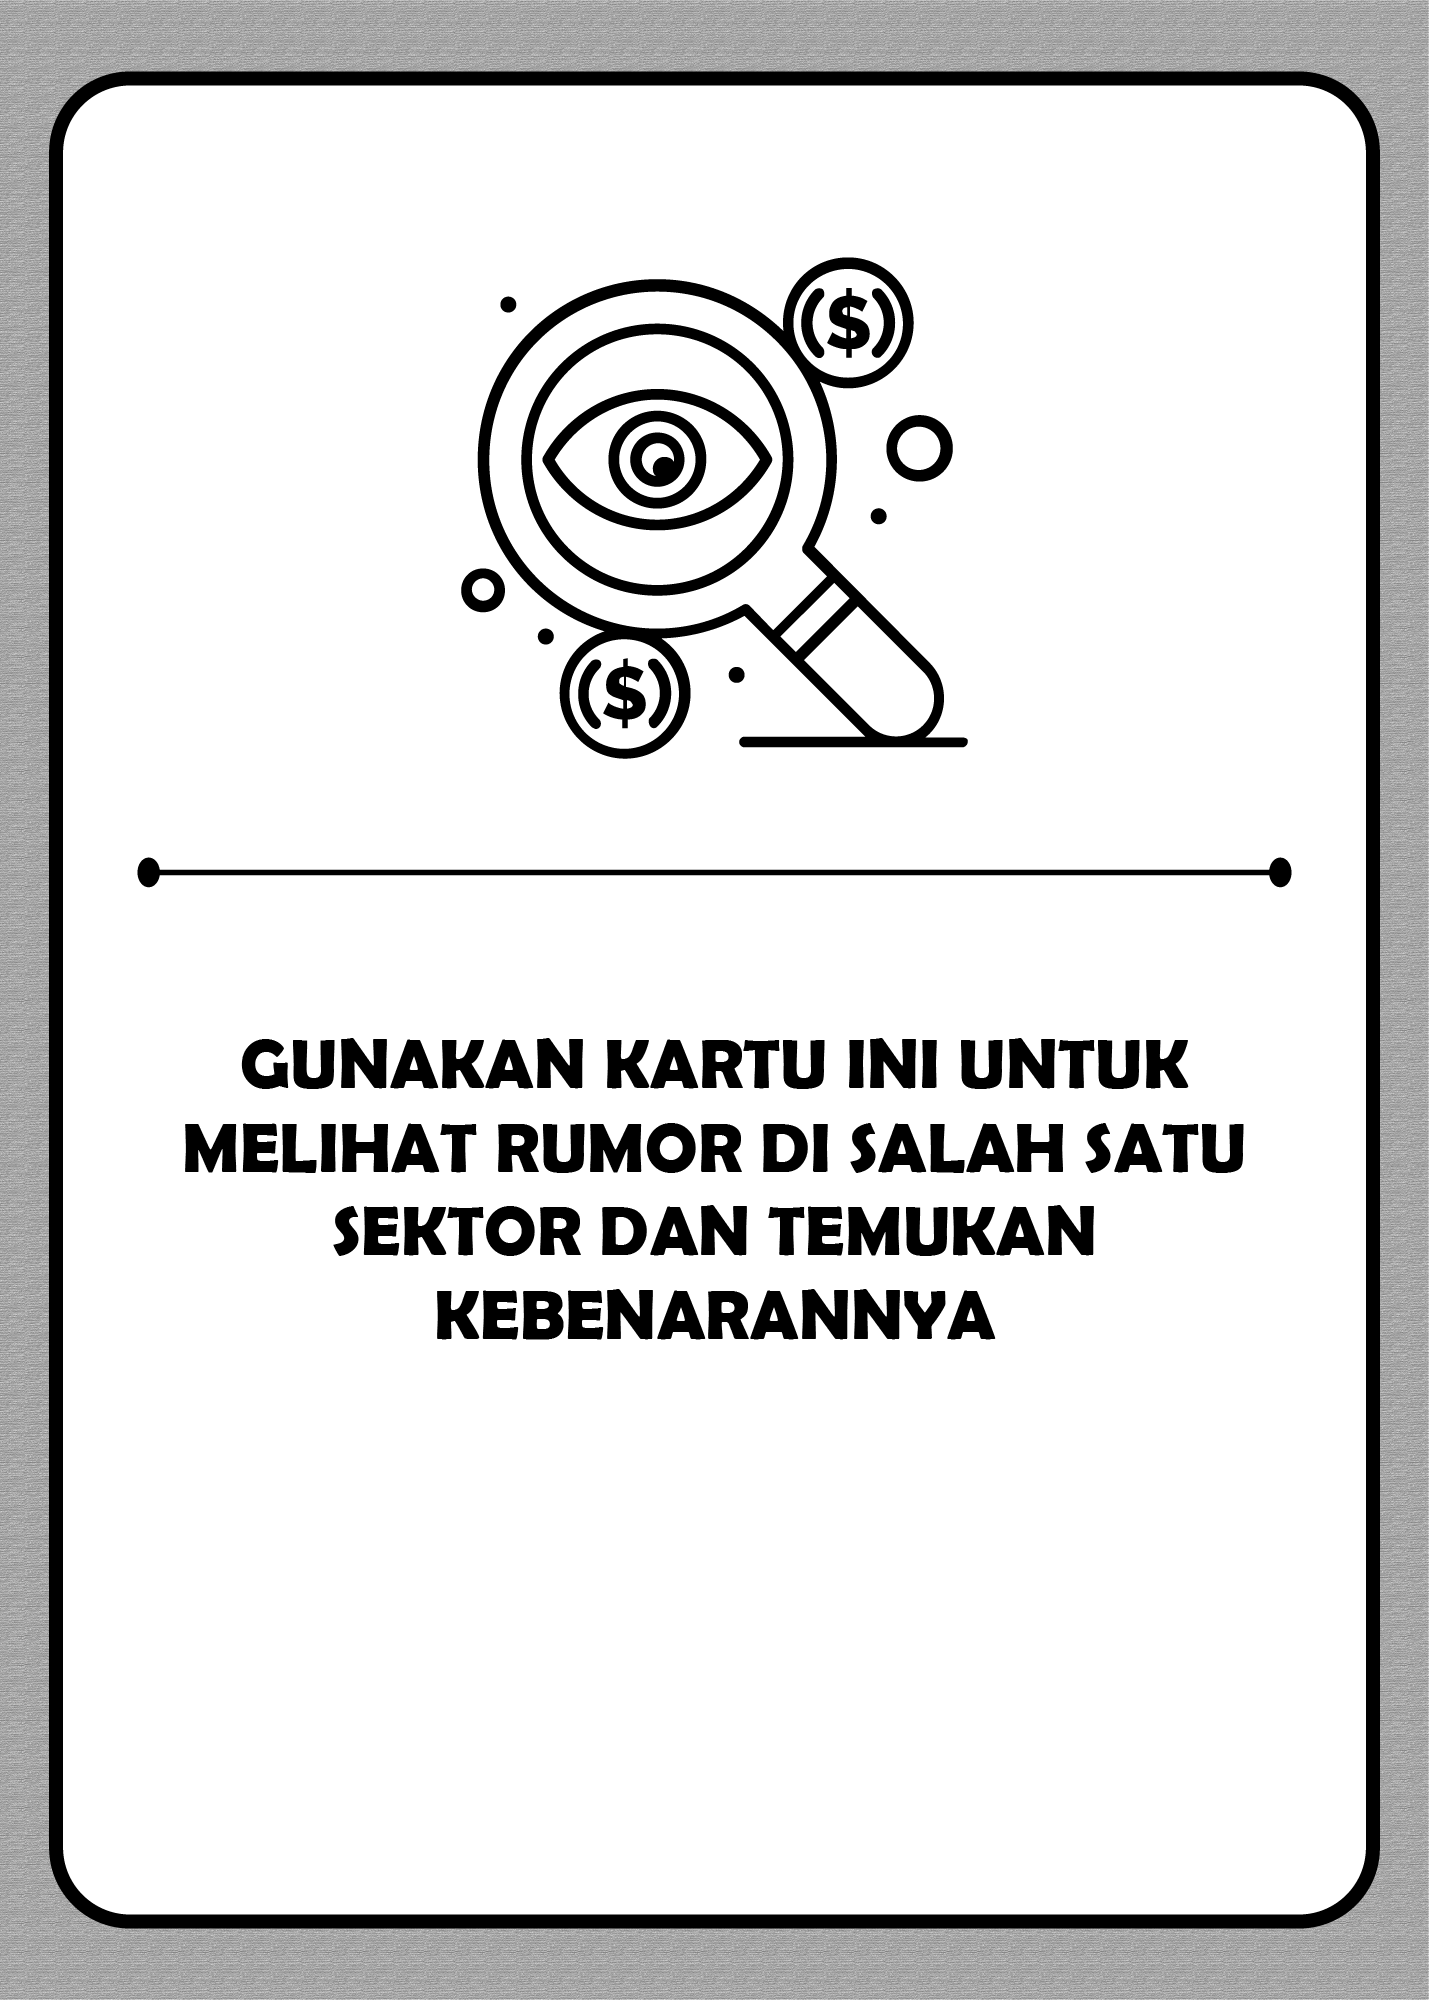 $
$
GUNAKAN KARTU INI UNTUK
MELIHAT RUMOR DI SALAH SATU
SEKTOR DAN TEMUKAN
KEBENARANNYA